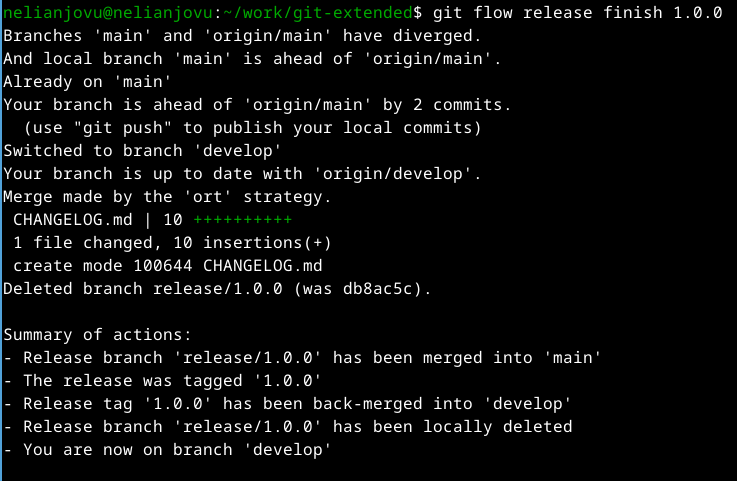 nelianjovu@nelianjovu:~/work/git-extended$ git flow release finish 1.0.0
Branches 'main' and 'origin/main' have diverged.
And local branch 'main' is ahead of 'origin/main'.
Already on 'main'
Your branch is ahead of 'origin/main' by 2 commits.
  (use "git push" to publish your local commits)
Switched to branch 'develop'
Your branch is up to date with 'origin/develop'.
Merge made by the 'ort' strategy.
 CHANGELOG.md | 10 ++++++++++
 1 file changed, 10 insertions(+)
 create mode 100644 CHANGELOG.md
Deleted branch release/1.0.0 (was db8ac5c).

Summary of actions:
- Release branch 'release/1.0.0' has been merged into 'main'
- The release was tagged '1.0.0'
- Release tag '1.0.0' has been back-merged into 'develop'
- Release branch 'release/1.0.0' has been locally deleted
- You are now on branch 'develop'